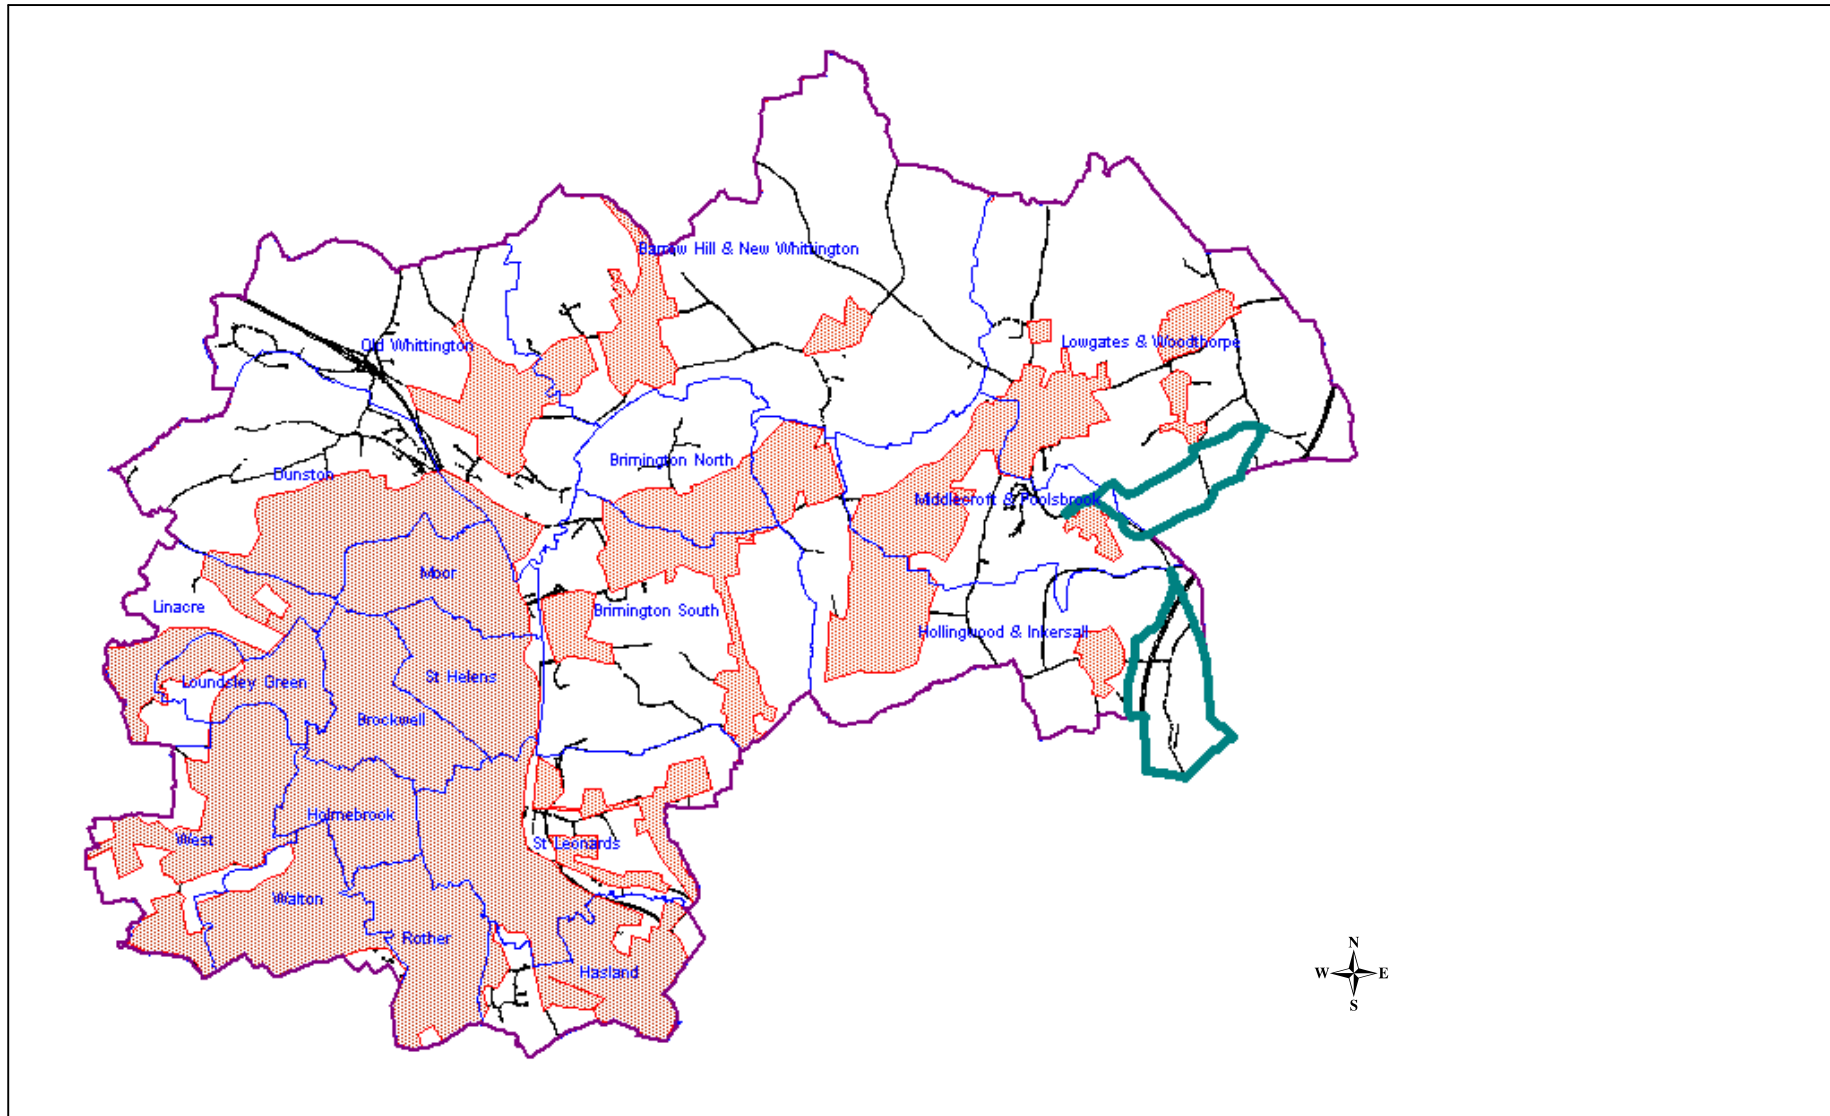 Barrow Hill & New Whittington
Old Whittington
Lowgates & Woodthorpe
Brimington North
Dunston
Middlecroft & Poolsbrook
Moor
Linacre
Brimington South
Hollingwood & Inkersall
St Helens
Loundsley Green
Brockwell
Holmebrook
West
St Leonards
Walton
Rother
Hasland
N
W E
S